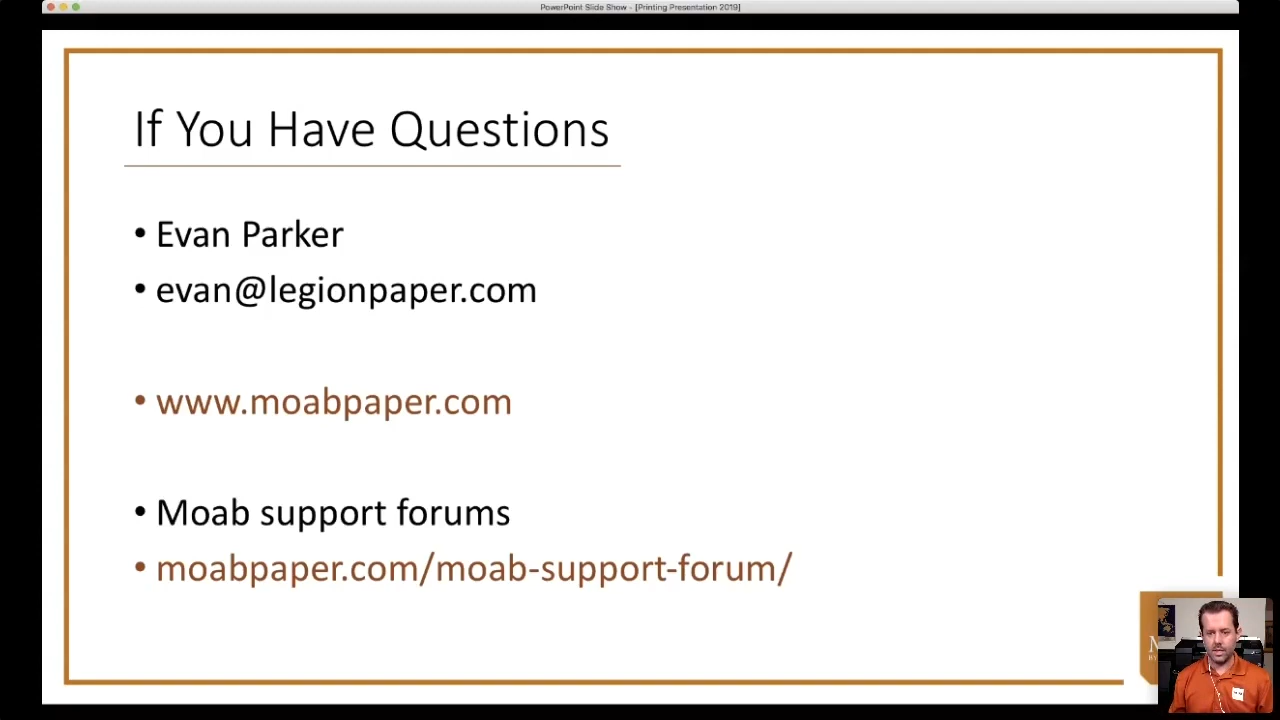 PowerPoint Slide Show - [Printing Presentation 2019]
If You Have Questions
• Evan Parker
• evan@legionpaper.com
• www.moabpaper.com
• Moab support forums
• moabpaper.com/moab-support-forum/